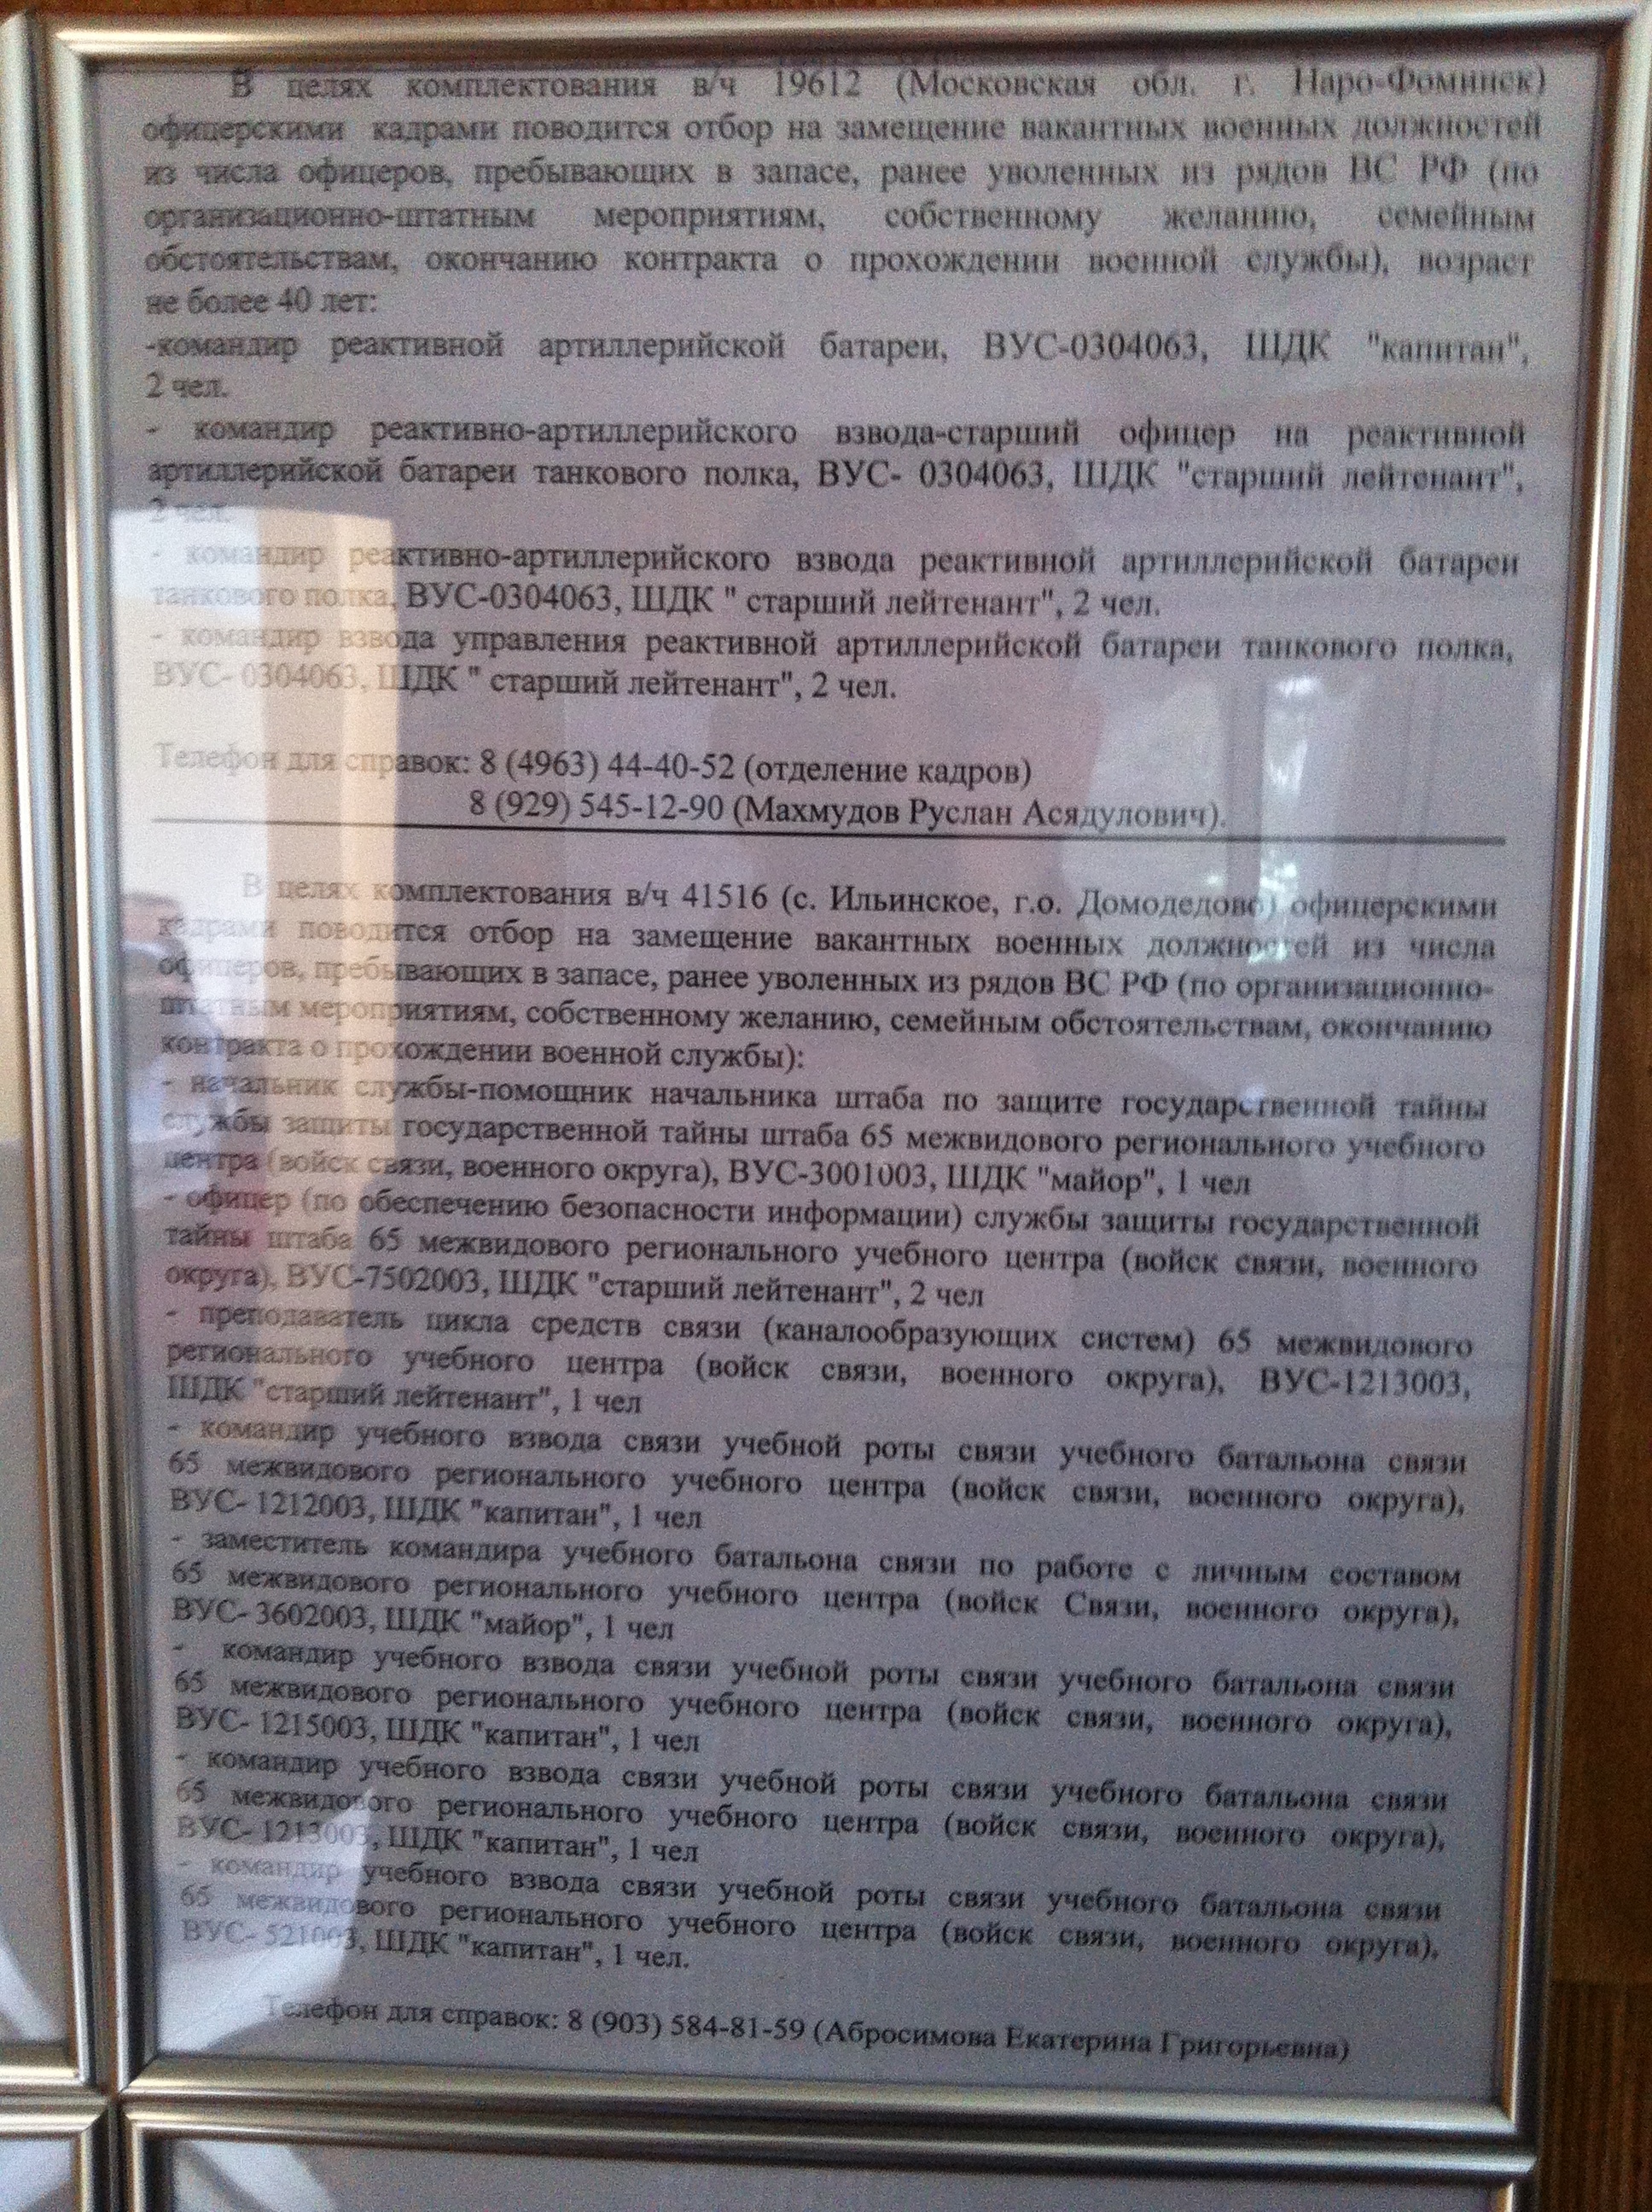 В целях комплектования в/ч 19612 (Московская обл. г. Наро-Фоминск)
офицерскими кадрами поводится отбор на замещение вакантных военных должностей
из числа офицеров, пребывающих в запасе, ранее уволенных из рядов ВС РФ (по
организационно-штатным мероприятиям, собственному желанию, семейным
обстоятельствам, окончанию контракта о прохождении военной службы), возраст
не более 40 лет:
-командир реактивной артиллерийской батареи, ВУС-0304063, ШДК "капитан",
2 чел.
- командир реактивно-артиллерийского взвода-старший офицер на реактивной
артиллерийской батареи танкового полка, ВУС- 0304063, ШДК "старший лейтенант",
2 чел.
- командир реактивно-артиллерийского взвода реактивной артиллерийской батареи
танкового полка, ВУС-0304063, ШДК " старший лейтенант", 2 чел.
- командир взвода управления реактивной артиллерийской батареи танкового полка,
ВУС- 0304063, ШДК " старший лейтенант", 2 чел.
Телефон для справок: 8 (4963) 44-40-52 (отделение кадров)
8 (929) 545-12-90 (Махмудов Руслан Асядулович).
В целях комплектования в/ч 41516 (с. Ильинское, г.о. Домодедово) офицерскими
кадрами поводится отбор на замещение вакантных военных должностей из числа
офицеров, пребывающих в запасе, ранее уволенных из рядов ВС РФ (по организационно-
штатным мероприятиям, собственному желанию, семейным обстоятельствам, окончанию
контракта о прохождении военной службы):
- начальник службы-помощник начальника штаба по защите государственной тайны
службы защиты государственной тайны штаба 65 межвидового регионального учебного
центра (войск связи, военного округа), ВУС-3001003, ШДК "майор", 1 чел
- офицер (по обеспечению безопасности информации) службы защиты государственной
тайны штаба 65 межвидового регионального учебного центра (войск связи, военного
округа), ВУС-7502003, ШДК "старший лейтенант", 2 чел
- преподаватель цикла средств связи (каналообразующих систем) 65 межвидового
регионального учебного центра (войск связи, военного округа), ВУС-1213003,
ШДК "старший лейтенант", 1 чел
- командир учебного взвода связи учебной роты связи учебного батальона связи
65 межвидового регионального учебного центра (войск связи, военного округа),
ВУС- 1212003, ШДК "капитан", 1 чел
- заместитель командира учебного батальона связи по работе с личным составом
65 межвидового регионального учебного центра (войск Связи, военного округа),
ВУС- 3602003, ШДК "майор", 1 чел
- командир учебного взвода связи учебной роты связи учебного батальона связи
65 межвидового регионального учебного центра (войск связи, военного округа),
ВУС- 1215003, ШДК "капитан", 1 чел
- командир учебного взвода связи учебной роты связи учебного батальона связи
65 межвидового регионального учебного центра (войск связи, военного округа),
ВУС- 1213003, ШДК "капитан", 1 чел
- командир учебного взвода связи учебной роты связи учебного батальона связи
65 межвидового регионального учебного центра (войск связи, военного округа),
ВУС- 521003, ШДК "капитан", 1 чел.
Телефон для справок: 8 (903) 584-81-59 (Абросимова Екатерина Григорьевна)